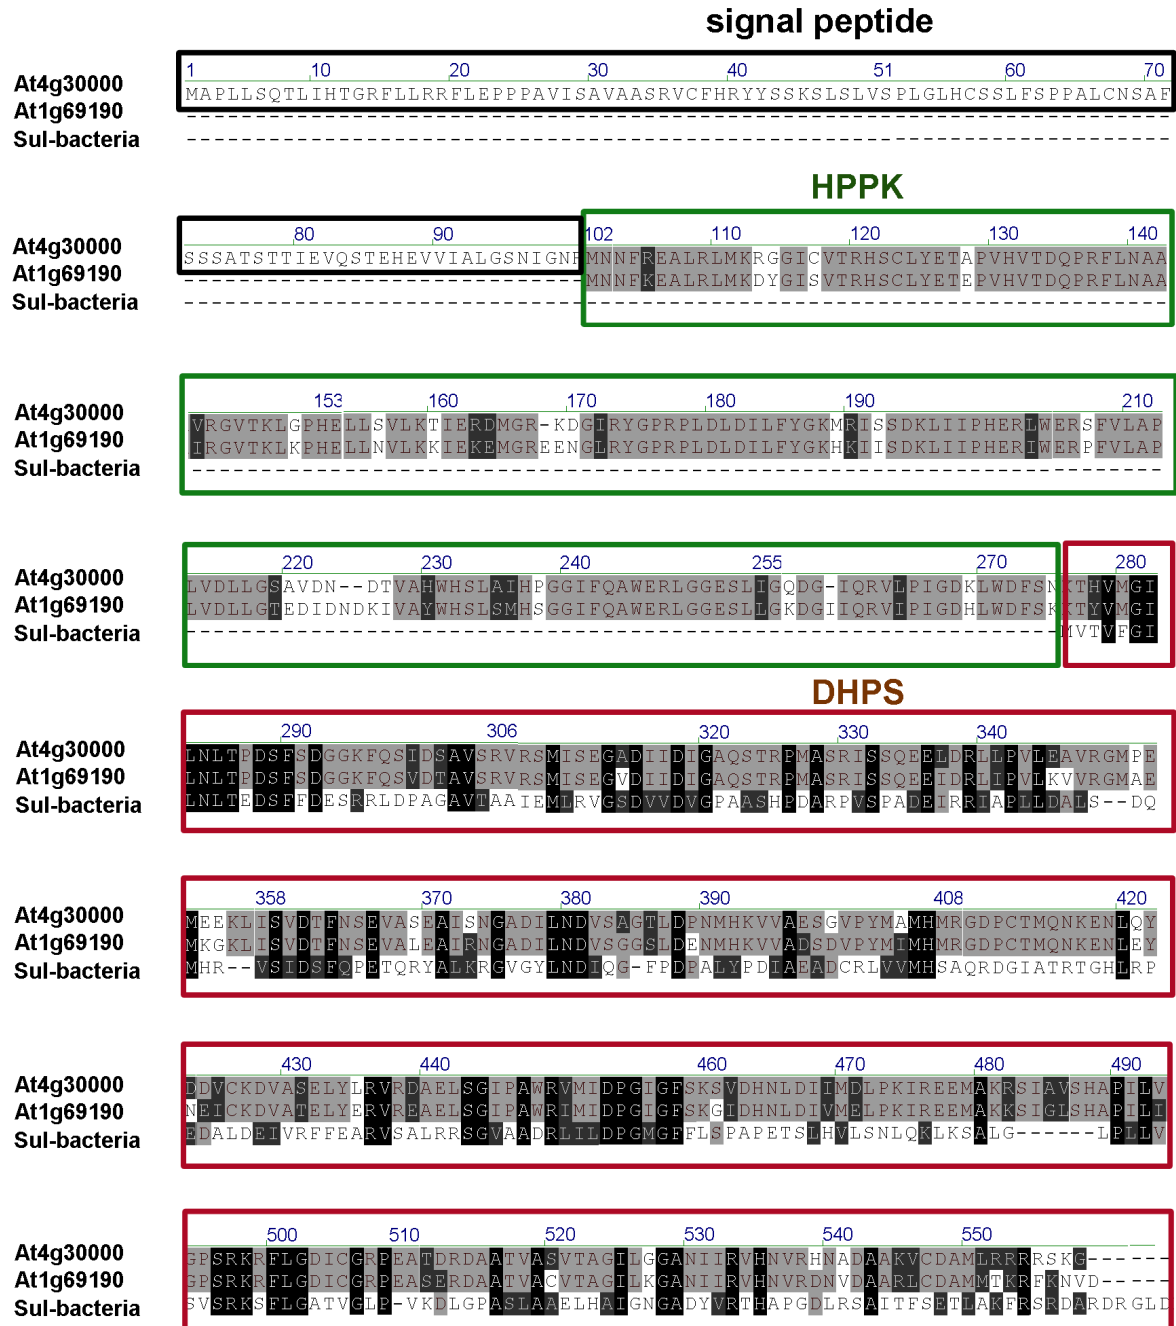 signal peptide
1 10 20 30 40 51 60 70
At4g30000 MAPLLSQTLIHTGRFLLRRFLEPPPAVISAVAASRVCFHRYYSSKSLSLVSPLGLHCSSLFSPPALCNSAF
At1g69190 -----------------------------------------------------------------------
Sul-bacteria -----------------------------------------------------------------------
HPPK
80 90 102 110 120 130 140
At4g30000 SSSATSTTIEVQSTEHEVVIALGSNIGNRMNNFREALRLMKRGGICVTRHSCLYETAPVHVTDQPRFLNAA
At1g69190 -----------------------------MNNFKEALRLMKDYGISVTRHSCLYETEPVHVTDQPRFLNAA
Sul-bacteria -----------------------------------------------------------------------
153 160 170 180 190 210
At4g30000 VRGVTKLGPHELLSVLKTIERDMGR-KDGIRYGPRPLDLDILFYGKMRISSDKLIIPHERLWERSFVLAP
At1g69190 IRGVTKLKPHELLNVLKKIEKEMGREENGLRYGPRPLDLDILFYGKHKIISDKLIIPHERIWERPFVLAP
Sul-bacteria ----------------------------------------------------------------------
220 230 240 255 270 280
At4g30000 LVDLLGSAVDN--DTVAHWHSLAIHPGGIFQAWERLGGESLIGQDG-IQRVLPIGDKLWDFSNKTHVMGI
At1g69190 LVDLLGTEDIDNDKIVAYWHSLSMHSGGIFQAWERLGGESLLGKDGIIQRVIPIGDHLWDFSKKTYVMGI
Sul-bacteria ---------------------------------------------------------------MVTVFGI
DHPS
290 306 320 330 340
At4g30000 LNLTPDSFSDGGKFQSIDSAVSRVRSMISEGADIIDIGAQSTRPMASRISSQEELDRLLPVLEAVRGMPE
At1g69190 LNLTPDSFSDGGKFQSVDTAVSRVRSMISEGVDIIDIGAQSTRPMASRISSQEEIDRLIPVLKVVRGMAE
Sul-bacteria LNLTEDSFFDESRRLDPAGAVTAAIEMLRVGSDVVDVGPAASHPDARPVSPADEIRRIAPLLDALS--DQ
358 370 380 390 408 420
At4g30000 MEEKLISVDTFNSEVASEAISNGADILNDVSAGTLDPNMHKVVAESGVPYMAMHMRGDPCTMQNKENLQY
At1g69190 MKGKLISVDTFNSEVALEAIRNGADILNDVSGGSLDENMHKVVADSDVPYMIMHMRGDPCTMQNKENLEY
Sul-bacteria MHR--VSIDSFQPETQRYALKRGVGYLNDIQG-FPDPALYPDIAEADCRLVVMHSAQRDGIATRTGHLRP
430 440 460 470 480 490
At4g30000 DDVCKDVASELYLRVRDAELSGIPAWRVMIDPGIGFSKSVDHNLDIIMDLPKIREEMAKRSIAVSHAPILV
At1g69190 NEICKDVATELYERVREAELSGIPAWRIMIDPGIGFSKGIDHNLDIVMELPKIREEMAKKSIGLSHAPILI
Sul-bacteria EDALDEIVRFFEARVSALRRSGVAADRLILDPGMGFFLSPAPETSLHVLSNLQKLKSALG------LPLLV
500 510 520 530 540 550
At4g30000 GPSRKRFLGDICGRPEATDRDAATVASVTAGILGGANIIRVHNVRHNADAAKVCDAMLRRRRSKG-----
At1g69190 GPSRKRFLGDICGRPEASERDAATVACVTAGILKGANIIRVHNVRDNVDAARLCDAMMTKRFKNVD----
Sul-bacteria SVSRKSFLGATVGLP-VKDLGPASLAAELHAIGNGADYVRTHAPGDLRSAITFSETLAKFRSRDARDRGLD